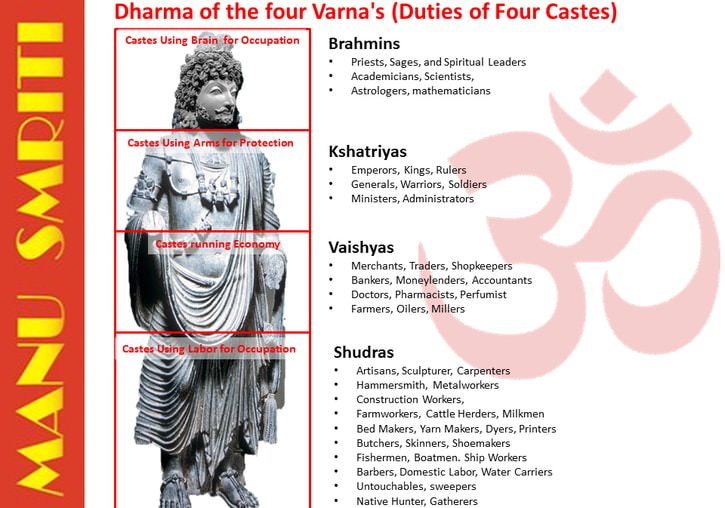 MANU SMRITI
Dharma of the four Varna's (Duties of Four Castes)
Castes Using Brain for Occupation
Brahmins
• Priests, Sages, and Spiritual Leaders
• Academicians, Scientists,
• Astrologers, mathematicians
Castes Using Arms for Protection
Kshatriyas
• Emperors, Kings, Rulers
• Generals, Warriors, Soldiers
• Ministers, Administrators
Castes running Economy
Vaishyas
• Merchants, Traders, Shopkeepers
• Bankers, Moneylenders, Accountants
• Doctors, Pharmacists, Perfumist
• Farmers, Oilers, Millers
Castes Using Labor for Occupation
Shudras
• Artisans, Sculpturer, Carpenters
• Hammersmith, Metalworkers
• Construction Workers,
• Farmworkers, Cattle Herders, Milkmen
• Bed Makers, Yarn Makers, Dyers, Printers
• Butchers, Skinners, Shoemakers
• Fishermen, Boatmen. Ship Workers
• Barbers, Domestic Labor, Water Carriers
• Untouchables, sweepers
• Native Hunter, Gatherers
ॐ